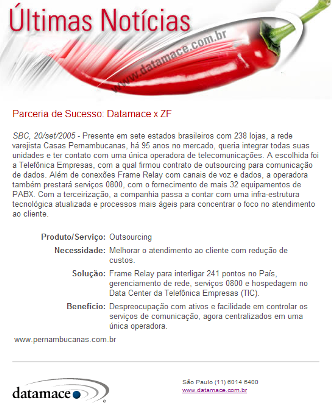 Últimas Notícias
www.datamace.com.br
Parceria de Sucesso: Datamace x ZF
SBC, 20/set/2005 - Presente em sete estados brasileiros com 238 lojas, a rede
varejista Casas Pernambucanas, há 95 anos no mercado, queria integrar todas suas
unidades e ter contato com uma única operadora de telecomunicações. A escolhida foi
a Telefônica Empresas, com a qual firmou contrato de outsourcing para comunicação
de dados. Além de conexões Frame Relay com canais de voz e dados, a operadora
também prestará serviços 0800, com o fornecimento de mais 32 equipamentos de
PABX. Com a terceirização, a companhia passa a contar com uma infra-estrutura
tecnológica atualizada e processos mais ágeis para concentrar o foco no atendimento
ao cliente.
Produto/Serviço: Outsourcing
Necessidade: Melhorar o atendimento ao cliente com redução de
custos.
Solução: Frame Relay para interligar 241 pontos no País,
gerenciamento de rede, serviços 0800 e hospedagem no
Data Center da Telefônica Empresas (TIC).
Benefício: Despreocupação com ativos e facilidade em controlar os
serviços de comunicação, agora centralizados em uma
única operadora.
www.pernambucanas.com.br
datamace
São Paulo (11) 6014 6400
www.datamace.com.br